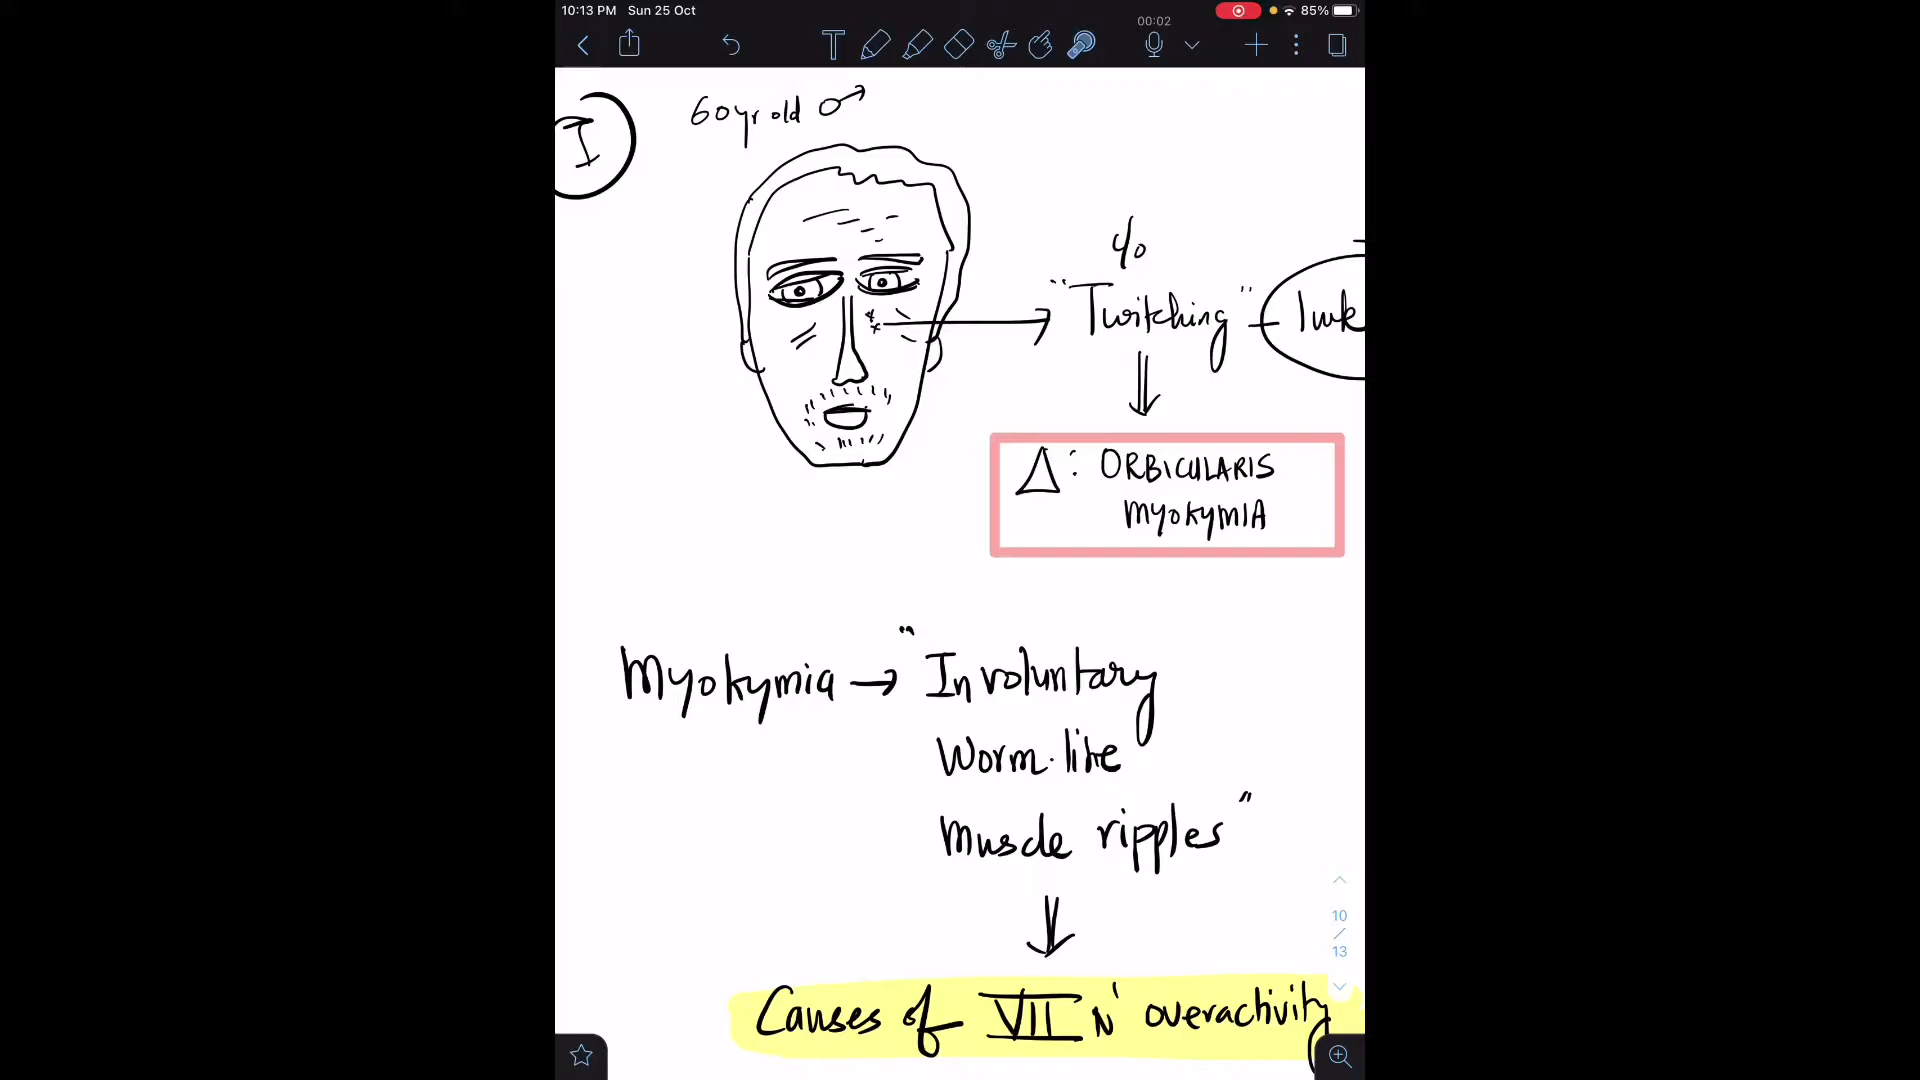 10:13 PM Sun 25 Oct
85%
00:02
I
60yr old ♂
c/o
"Twitching" – 1wk
Δ: ORBICULARIS
MYOKYMIA
Myokymia → "Involuntary
Worm-like
Muscle ripples"
10
13
Causes of VII N' overactivity